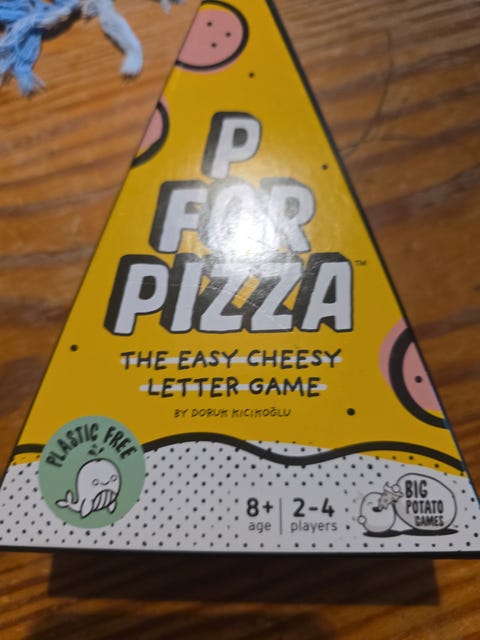 P
FOR
PIZZA™
THE EASY CHEESY
LETTER GAME
BY DORUK KICIKOĞLU
PLASTIC FREE
8+
age
2-4
players
BIG
POTATO
GAMES